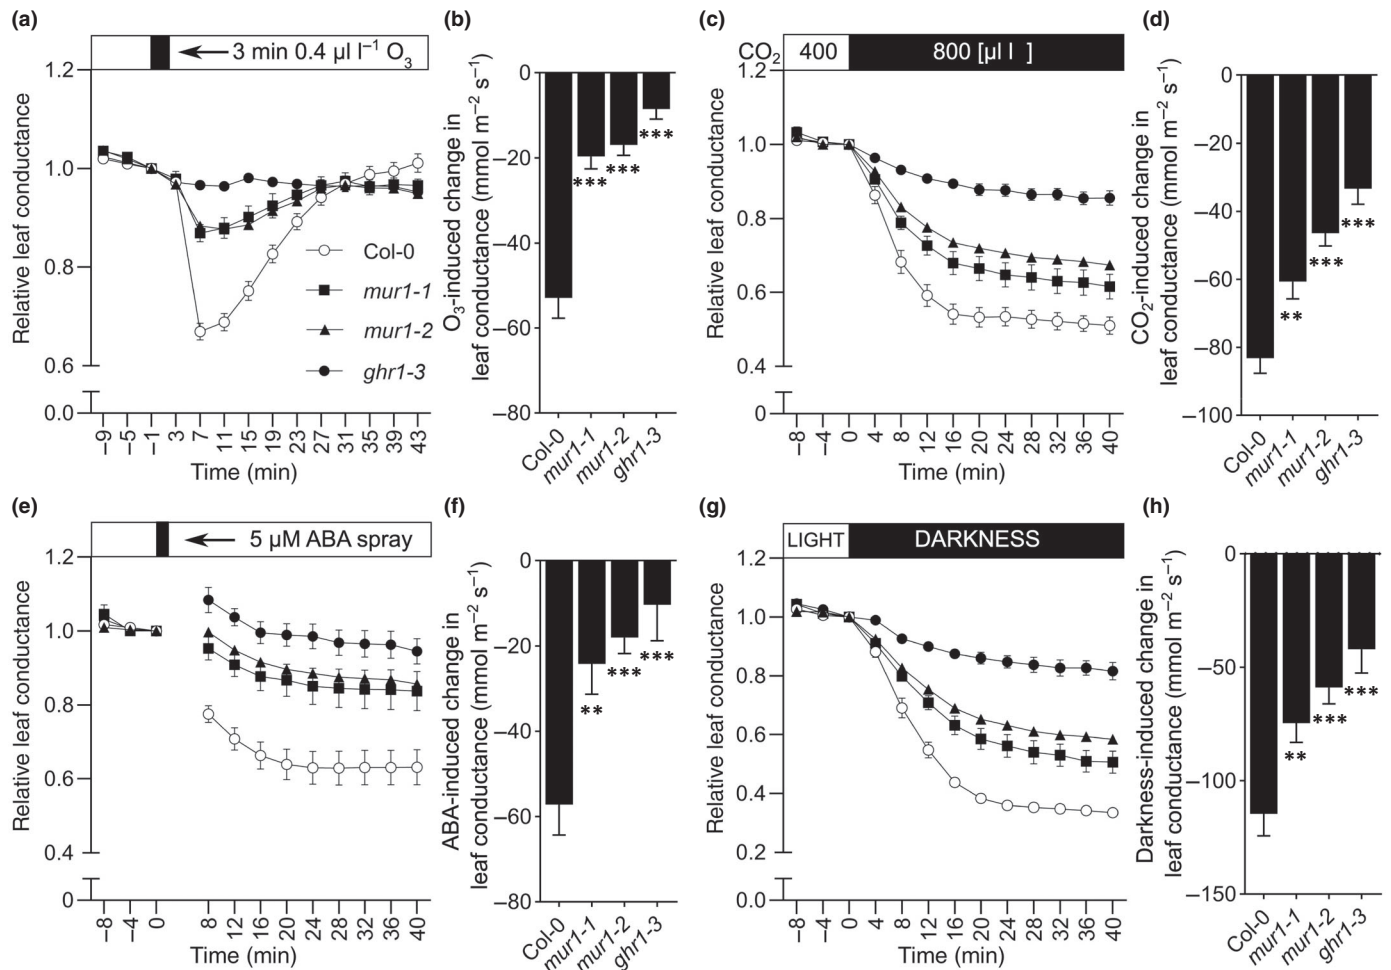 (a)
3 min 0.4 µl l⁻¹ O₃
1.2
1.0
0.8
0.6
0.0
Relative leaf conductance
Col-0
mur1-1
mur1-2
ghr1-3
−9 −5 −1 3 7 11 15 19 23 27 31 35 39 43
Time (min)
(b)
O₃-induced change in
leaf conductance (mmol m⁻² s⁻¹)
0
−20
−40
−60
−80
*** *** ***
Col-0 mur1-1 mur1-2 ghr1-3
(c)
CO₂ 400 800 [µl l ]
1.2
1.0
0.8
0.6
0.4
0
Relative leaf conductance
−8 −4 0 4 8 12 16 20 24 28 32 36 40
Time (min)
(d)
CO₂-induced change in
leaf conductance (mmol m⁻² s⁻¹)
0
−20
−40
−60
−80
−100
** *** ***
Col-0 mur1-1 mur1-2 ghr1-3
(e)
5 µM ABA spray
1.2
1.0
0.8
0.6
0.4
0
Relative leaf conductance
−8 −4 0 8 12 16 20 24 28 32 36 40
Time (min)
(f)
ABA-induced change in
leaf conductance (mmol m⁻² s⁻¹)
0
−20
−40
−60
−80
** *** ***
Col-0 mur1-1 mur1-2 ghr1-3
(g)
LIGHT DARKNESS
1.2
1.0
0.8
0.6
0.4
0.2
0.0
Relative leaf conductance
−8 −4 0 4 8 12 16 20 24 28 32 36 40
Time (min)
(h)
Darkness-induced change in
leaf conductance (mmol m⁻² s⁻¹)
0
−50
−100
−150
** *** ***
Col-0 mur1-1 mur1-2 ghr1-3